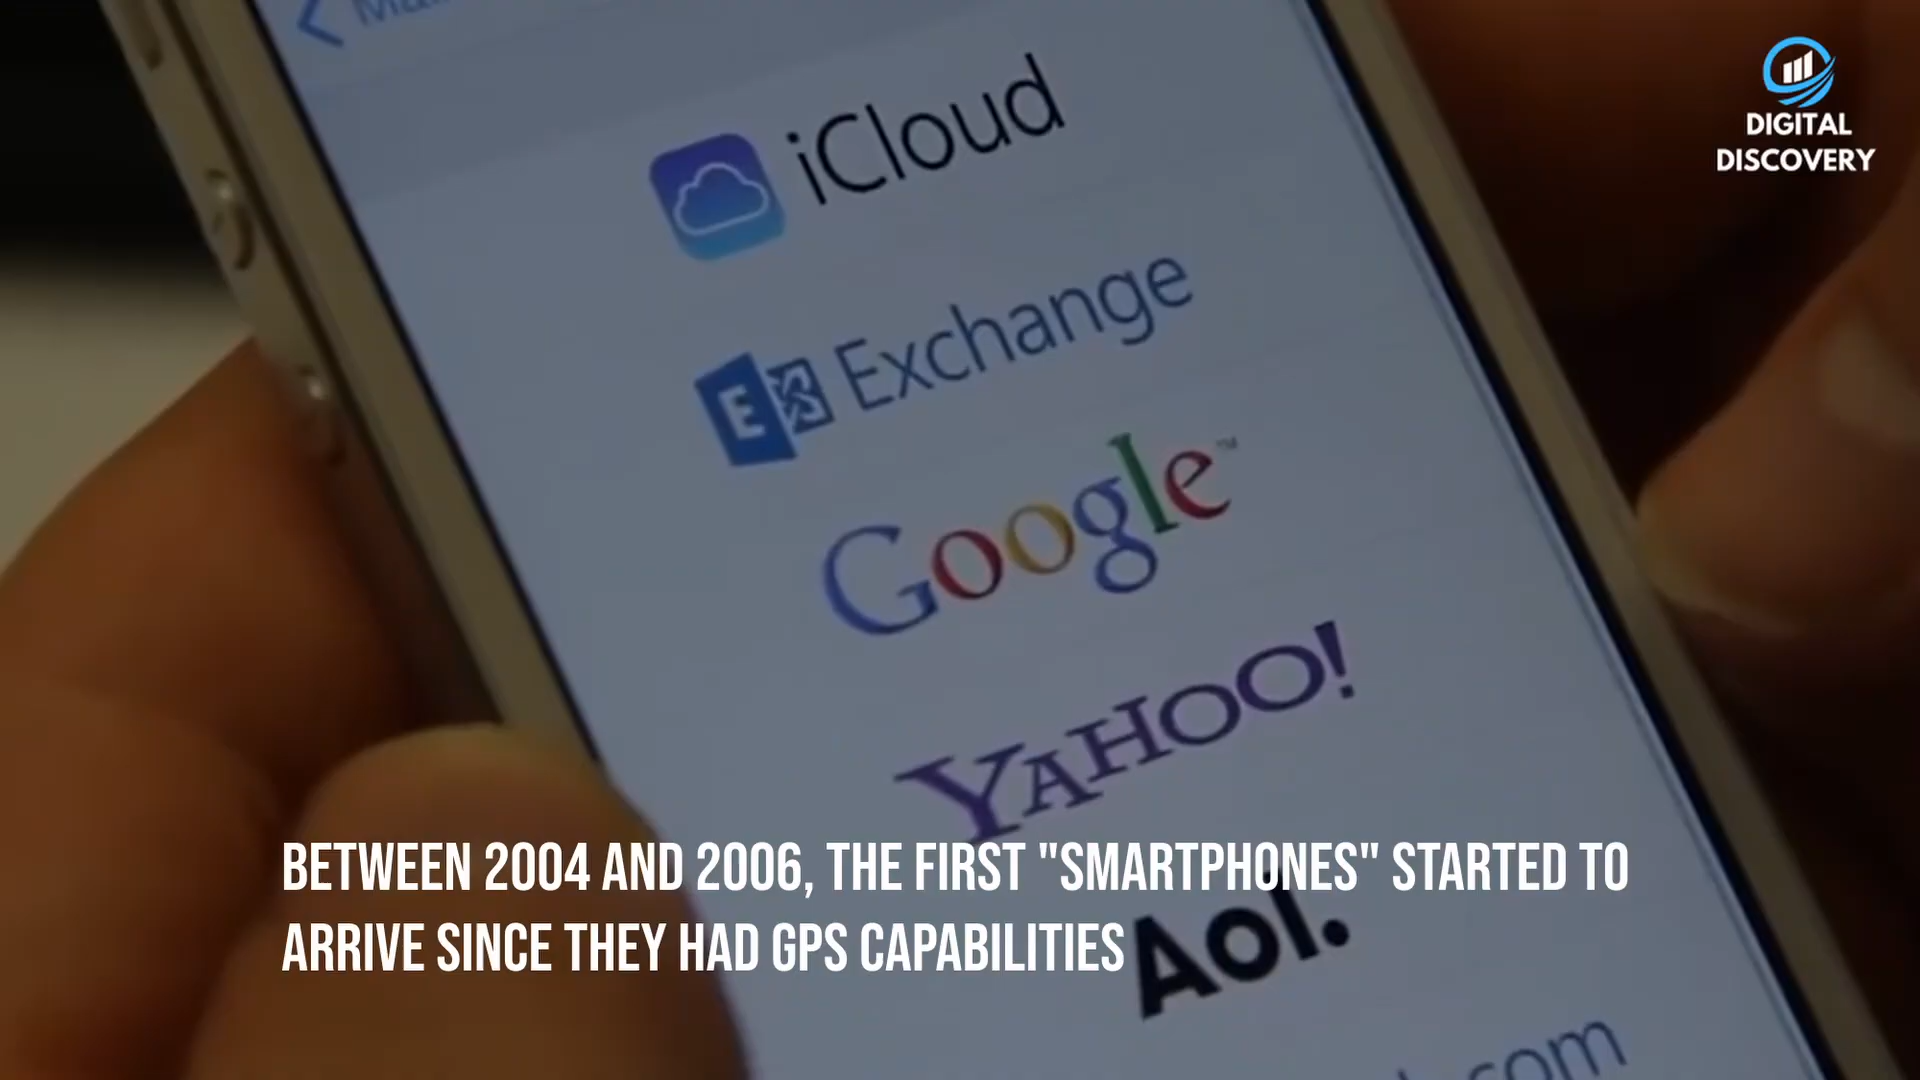 DIGITAL
DISCOVERY
iCloud
Exchange
Google™
YAHOO!
Aol.
BETWEEN 2004 AND 2006, THE FIRST "SMARTPHONES" STARTED TO
ARRIVE SINCE THEY HAD GPS CAPABILITIES